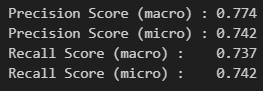 Precision Score (macro) : 0.774
Precision Score (micro) : 0.742
Recall Score (macro) :    0.737
Recall Score (micro) :    0.742